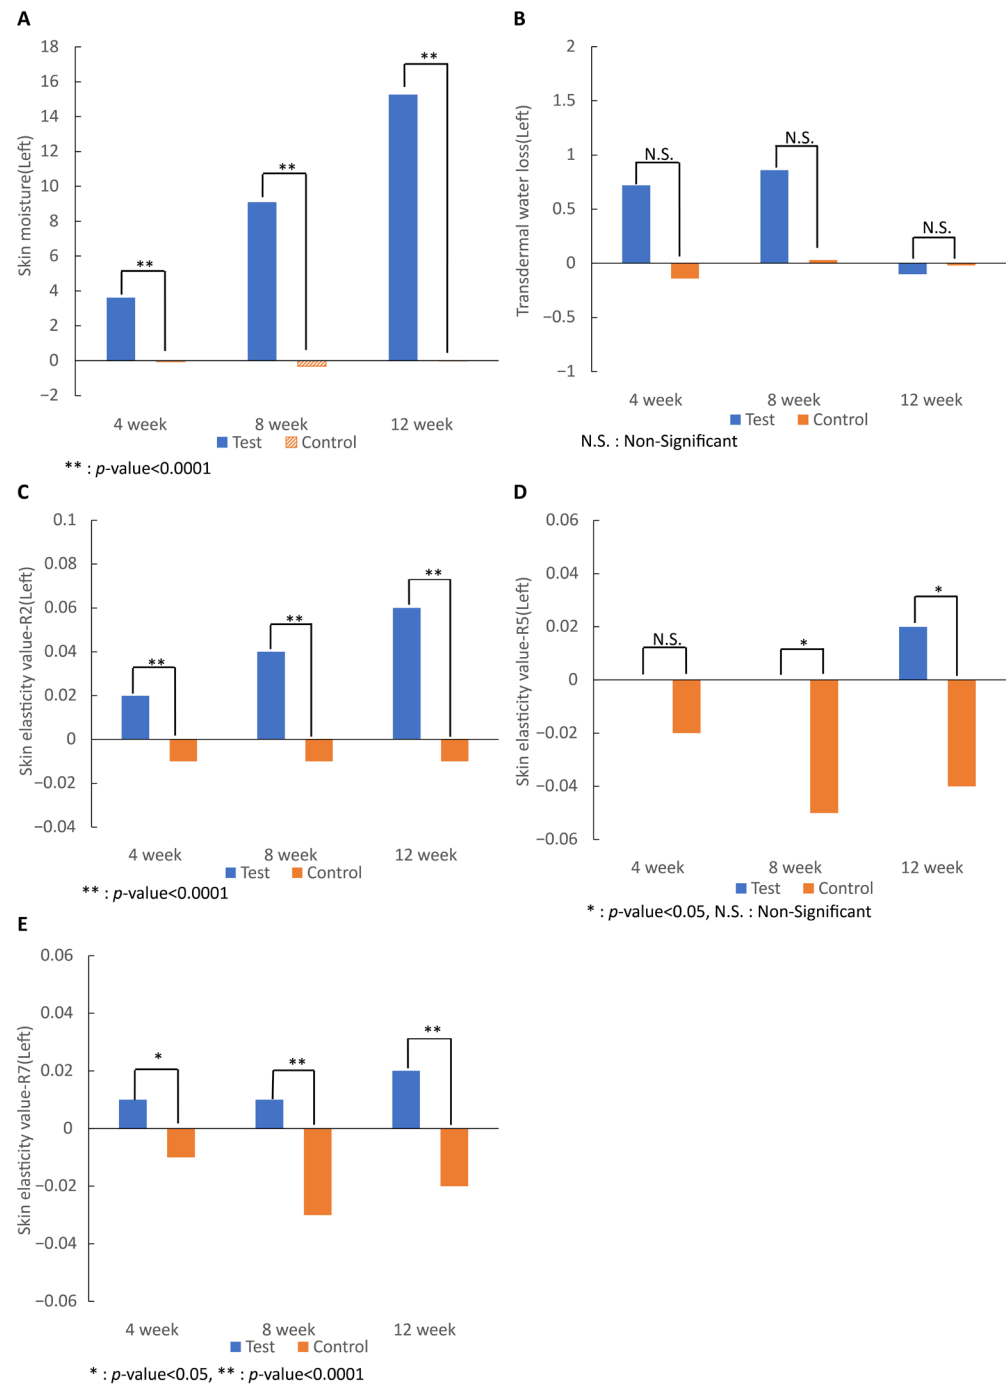 A
Skin moisture(Left)
18
16
14
12
10
8
6
4
2
0
−2
**
**
**
4 week
8 week
12 week
Test
Control
** : p-value<0.0001
B
Transdermal water loss(Left)
2
1.5
1
0.5
0
−0.5
−1
N.S.
N.S.
N.S.
4 week
8 week
12 week
Test
Control
N.S. : Non-Significant
C
Skin elasticity value-R2(Left)
0.1
0.08
0.06
0.04
0.02
0
−0.02
−0.04
**
**
**
4 week
8 week
12 week
Test
Control
** : p-value<0.0001
D
Skin elasticity value-R5(Left)
0.06
0.04
0.02
0
−0.02
−0.04
−0.06
N.S.
*
*
4 week
8 week
12 week
Test
Control
* : p-value<0.05, N.S. : Non-Significant
E
Skin elasticity value-R7(Left)
0.06
0.04
0.02
0
−0.02
−0.04
−0.06
*
**
**
4 week
8 week
12 week
Test
Control
* : p-value<0.05, ** : p-value<0.0001